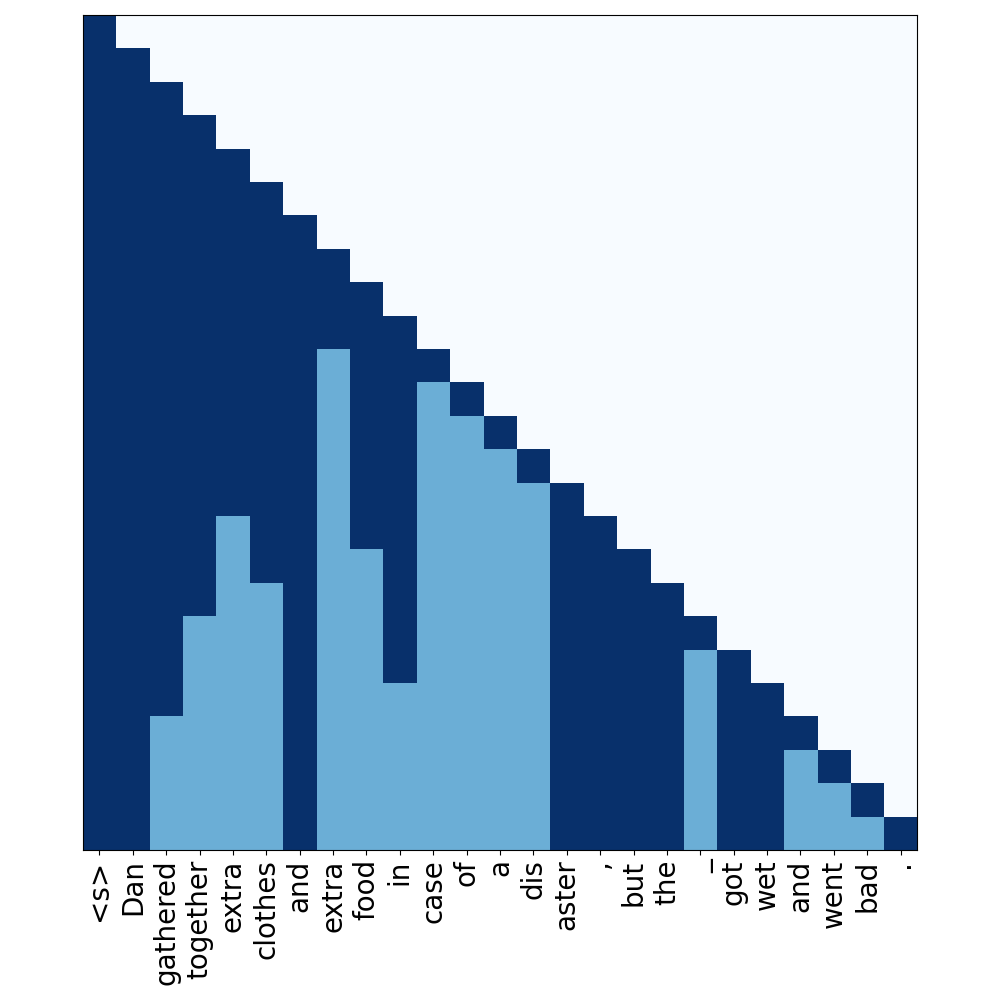 <s> Dan gathered together extra clothes and extra food in case of a dis aster , but the _ got wet and went bad .